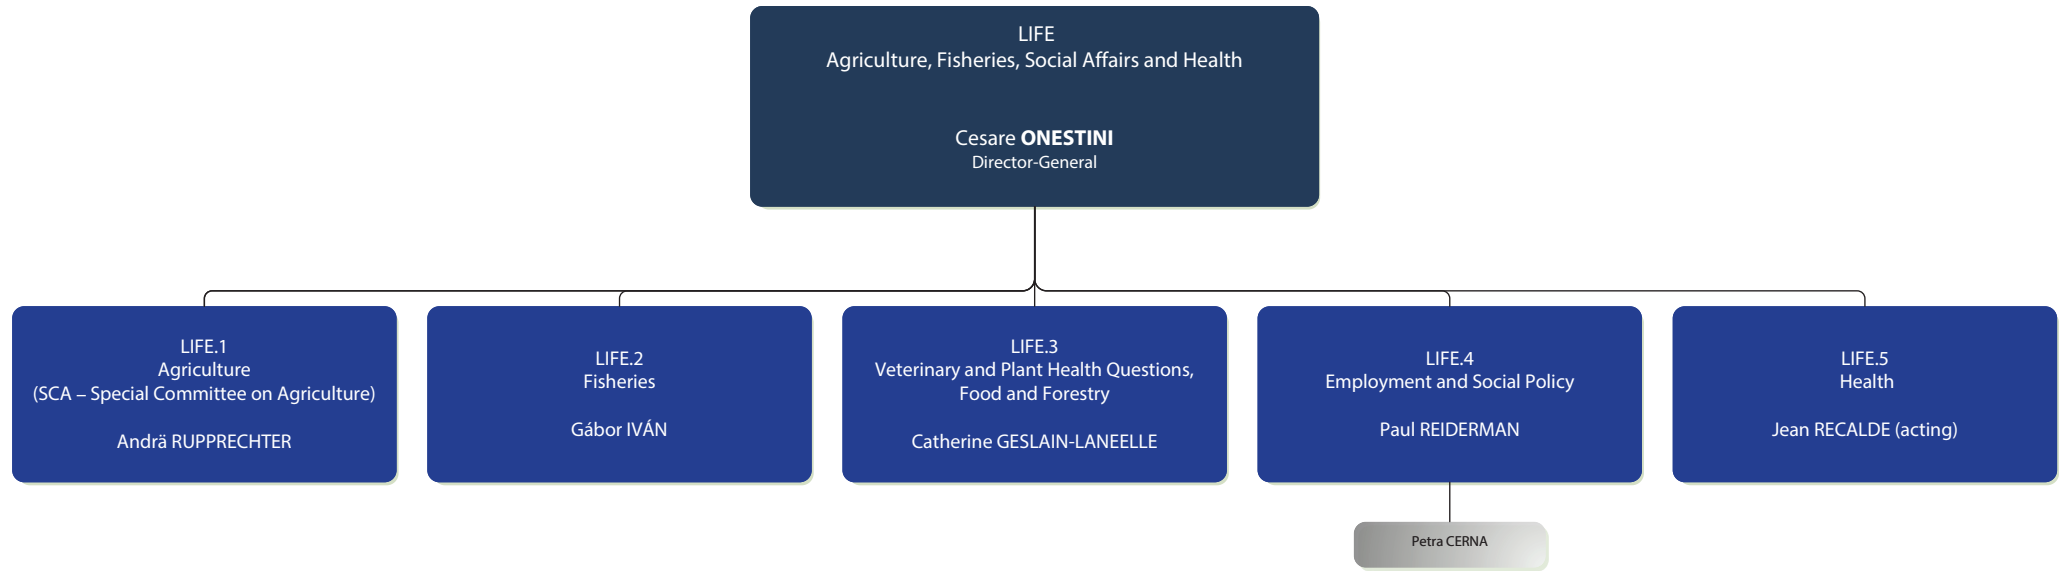 LIFE
Agriculture, Fisheries, Social Affairs and Health
Cesare ONESTINI
Director-General
LIFE.1
Agriculture
(SCA – Special Committee on Agriculture)
Andrä RUPPRECHTER
LIFE.2
Fisheries
Gábor IVÁN
LIFE.3
Veterinary and Plant Health Questions,
Food and Forestry
Catherine GESLAIN-LANEELLE
LIFE.4
Employment and Social Policy
Paul REIDERMAN
LIFE.5
Health
Jean RECALDE (acting)
Petra CERNA